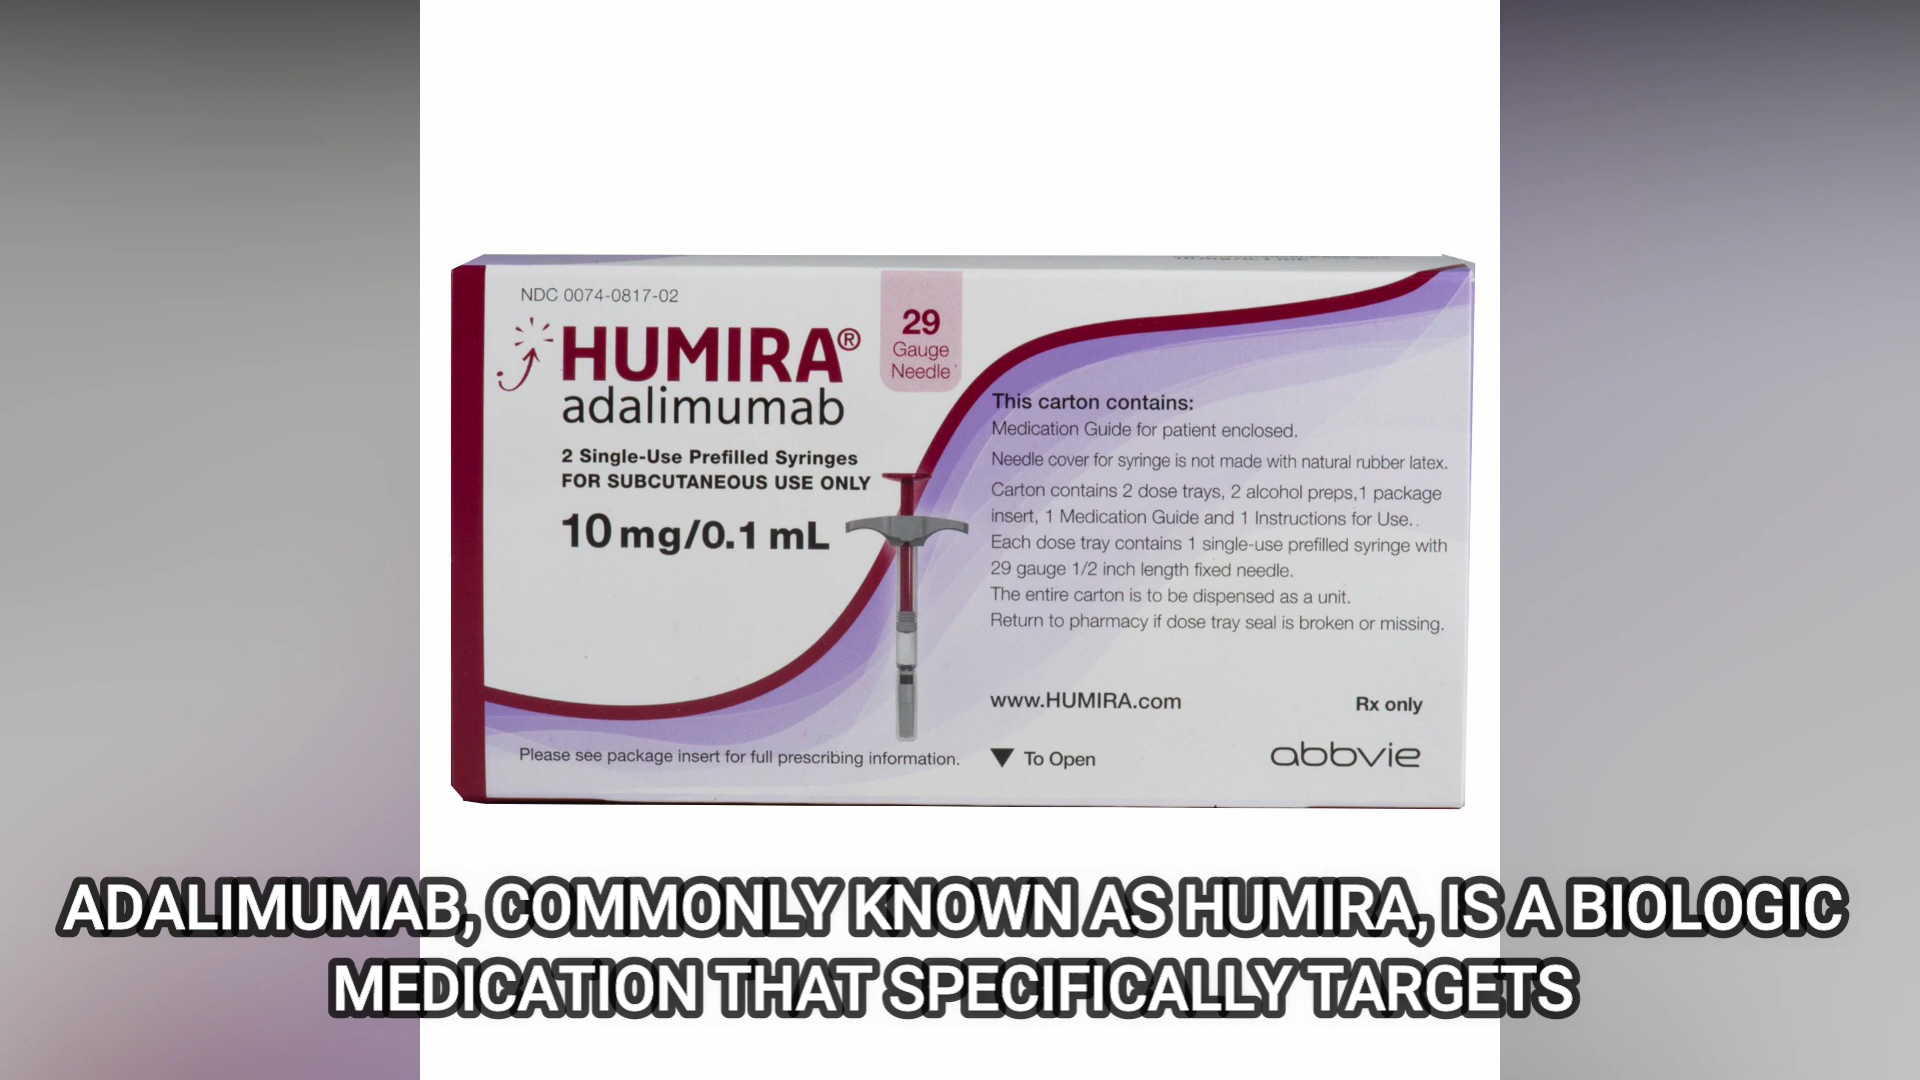 NDC 0074-0817-02
HUMIRA®
adalimumab
2 Single-Use Prefilled Syringes
FOR SUBCUTANEOUS USE ONLY
10 mg/0.1 mL
29
Gauge
Needle
This carton contains:
Medication Guide for patient enclosed.
Needle cover for syringe is not made with natural rubber latex.
Carton contains 2 dose trays, 2 alcohol preps,1 package
insert, 1 Medication Guide and 1 Instructions for Use..
Each dose tray contains 1 single-use prefilled syringe with
29 gauge 1/2 inch length fixed needle.
The entire carton is to be dispensed as a unit.
Return to pharmacy if dose tray seal is broken or missing.
www.HUMIRA.com
Rx only
Please see package insert for full prescribing information.
▼ To Open
abbvie
ADALIMUMAB, COMMONLY KNOWN AS HUMIRA, IS A BIOLOGIC
MEDICATION THAT SPECIFICALLY TARGETS